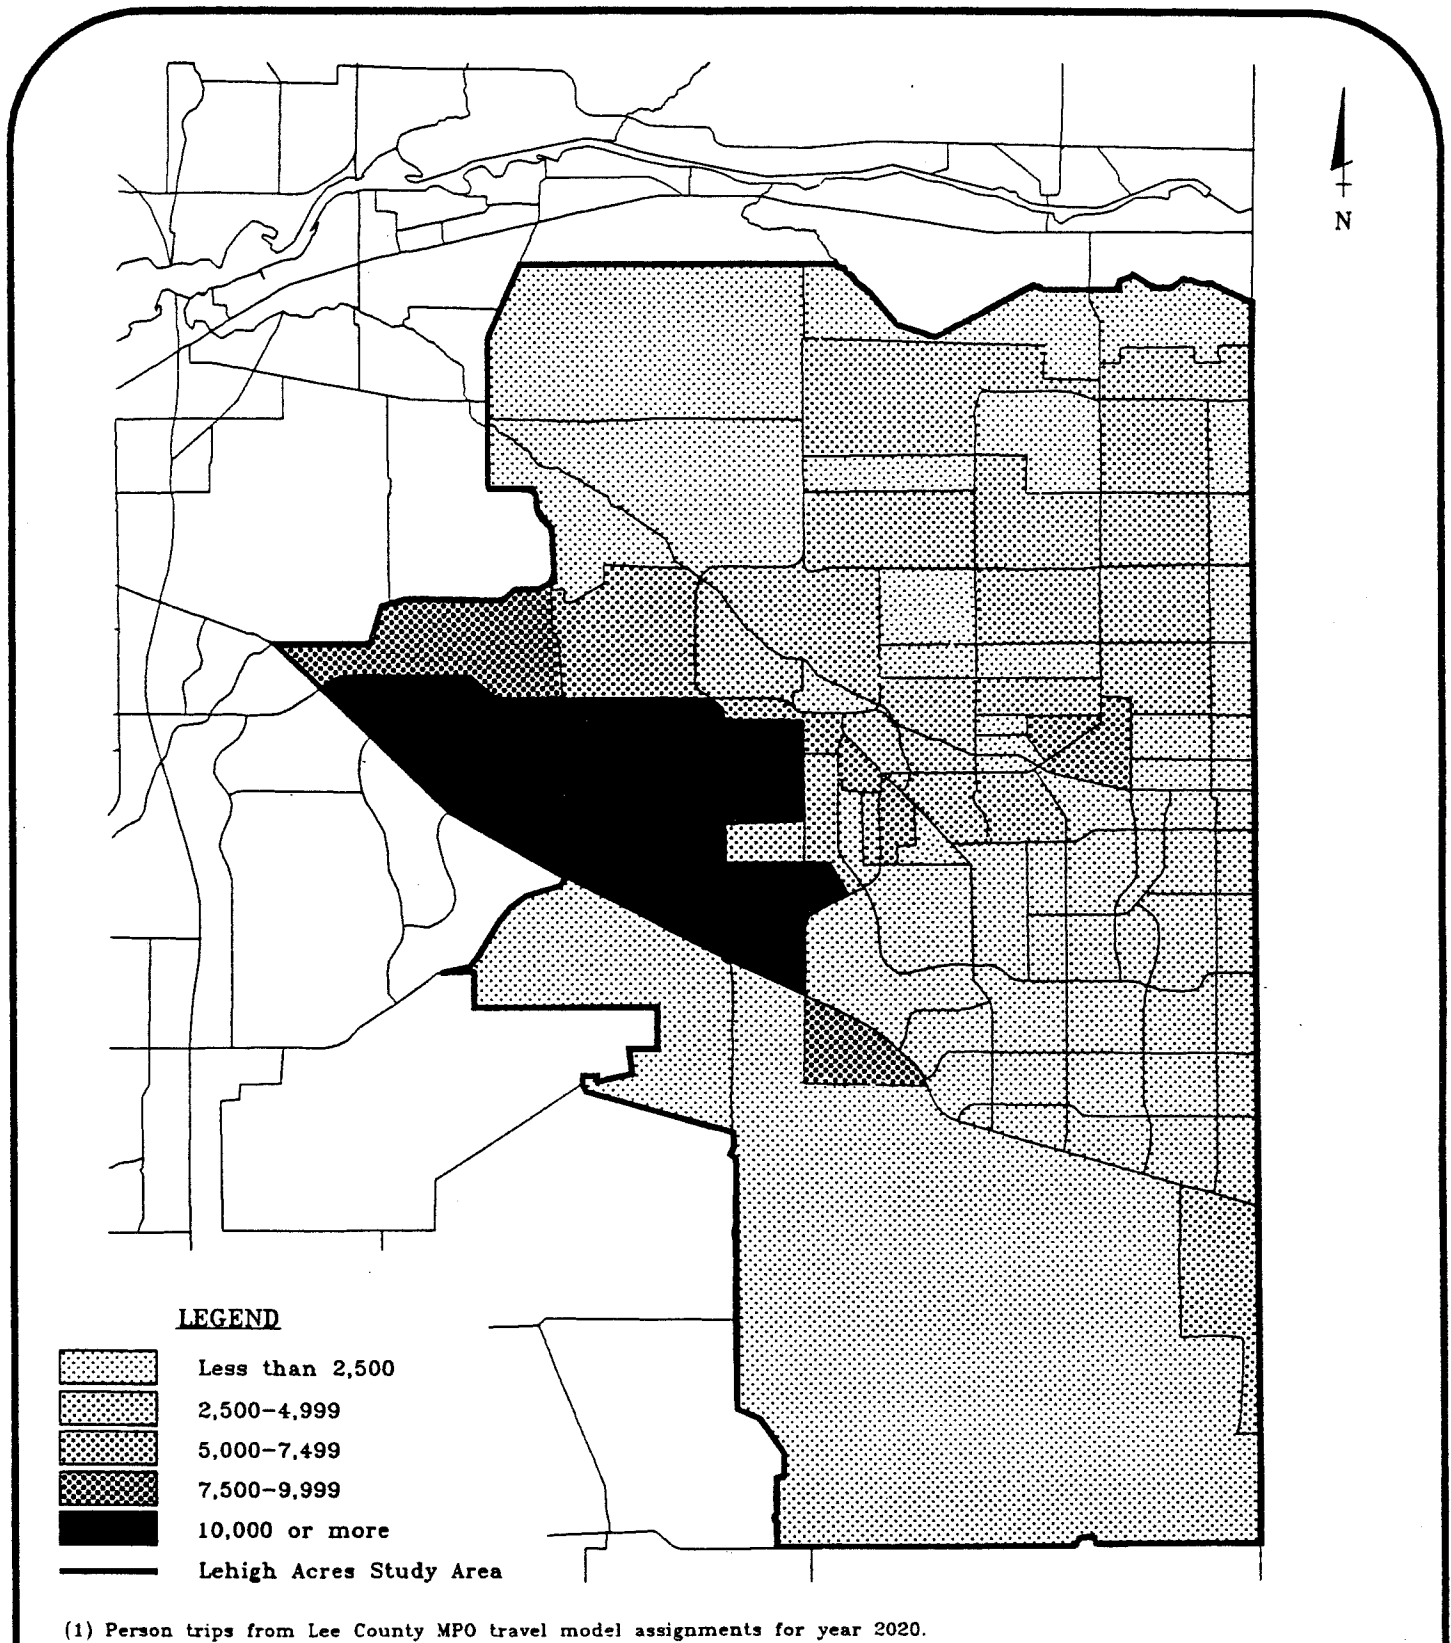 N
LEGEND
Less than 2,500
2,500-4,999
5,000-7,499
7,500-9,999
10,000 or more
Lehigh Acres Study Area
(1) Person trips from Lee County MPO travel model assignments for year 2020.